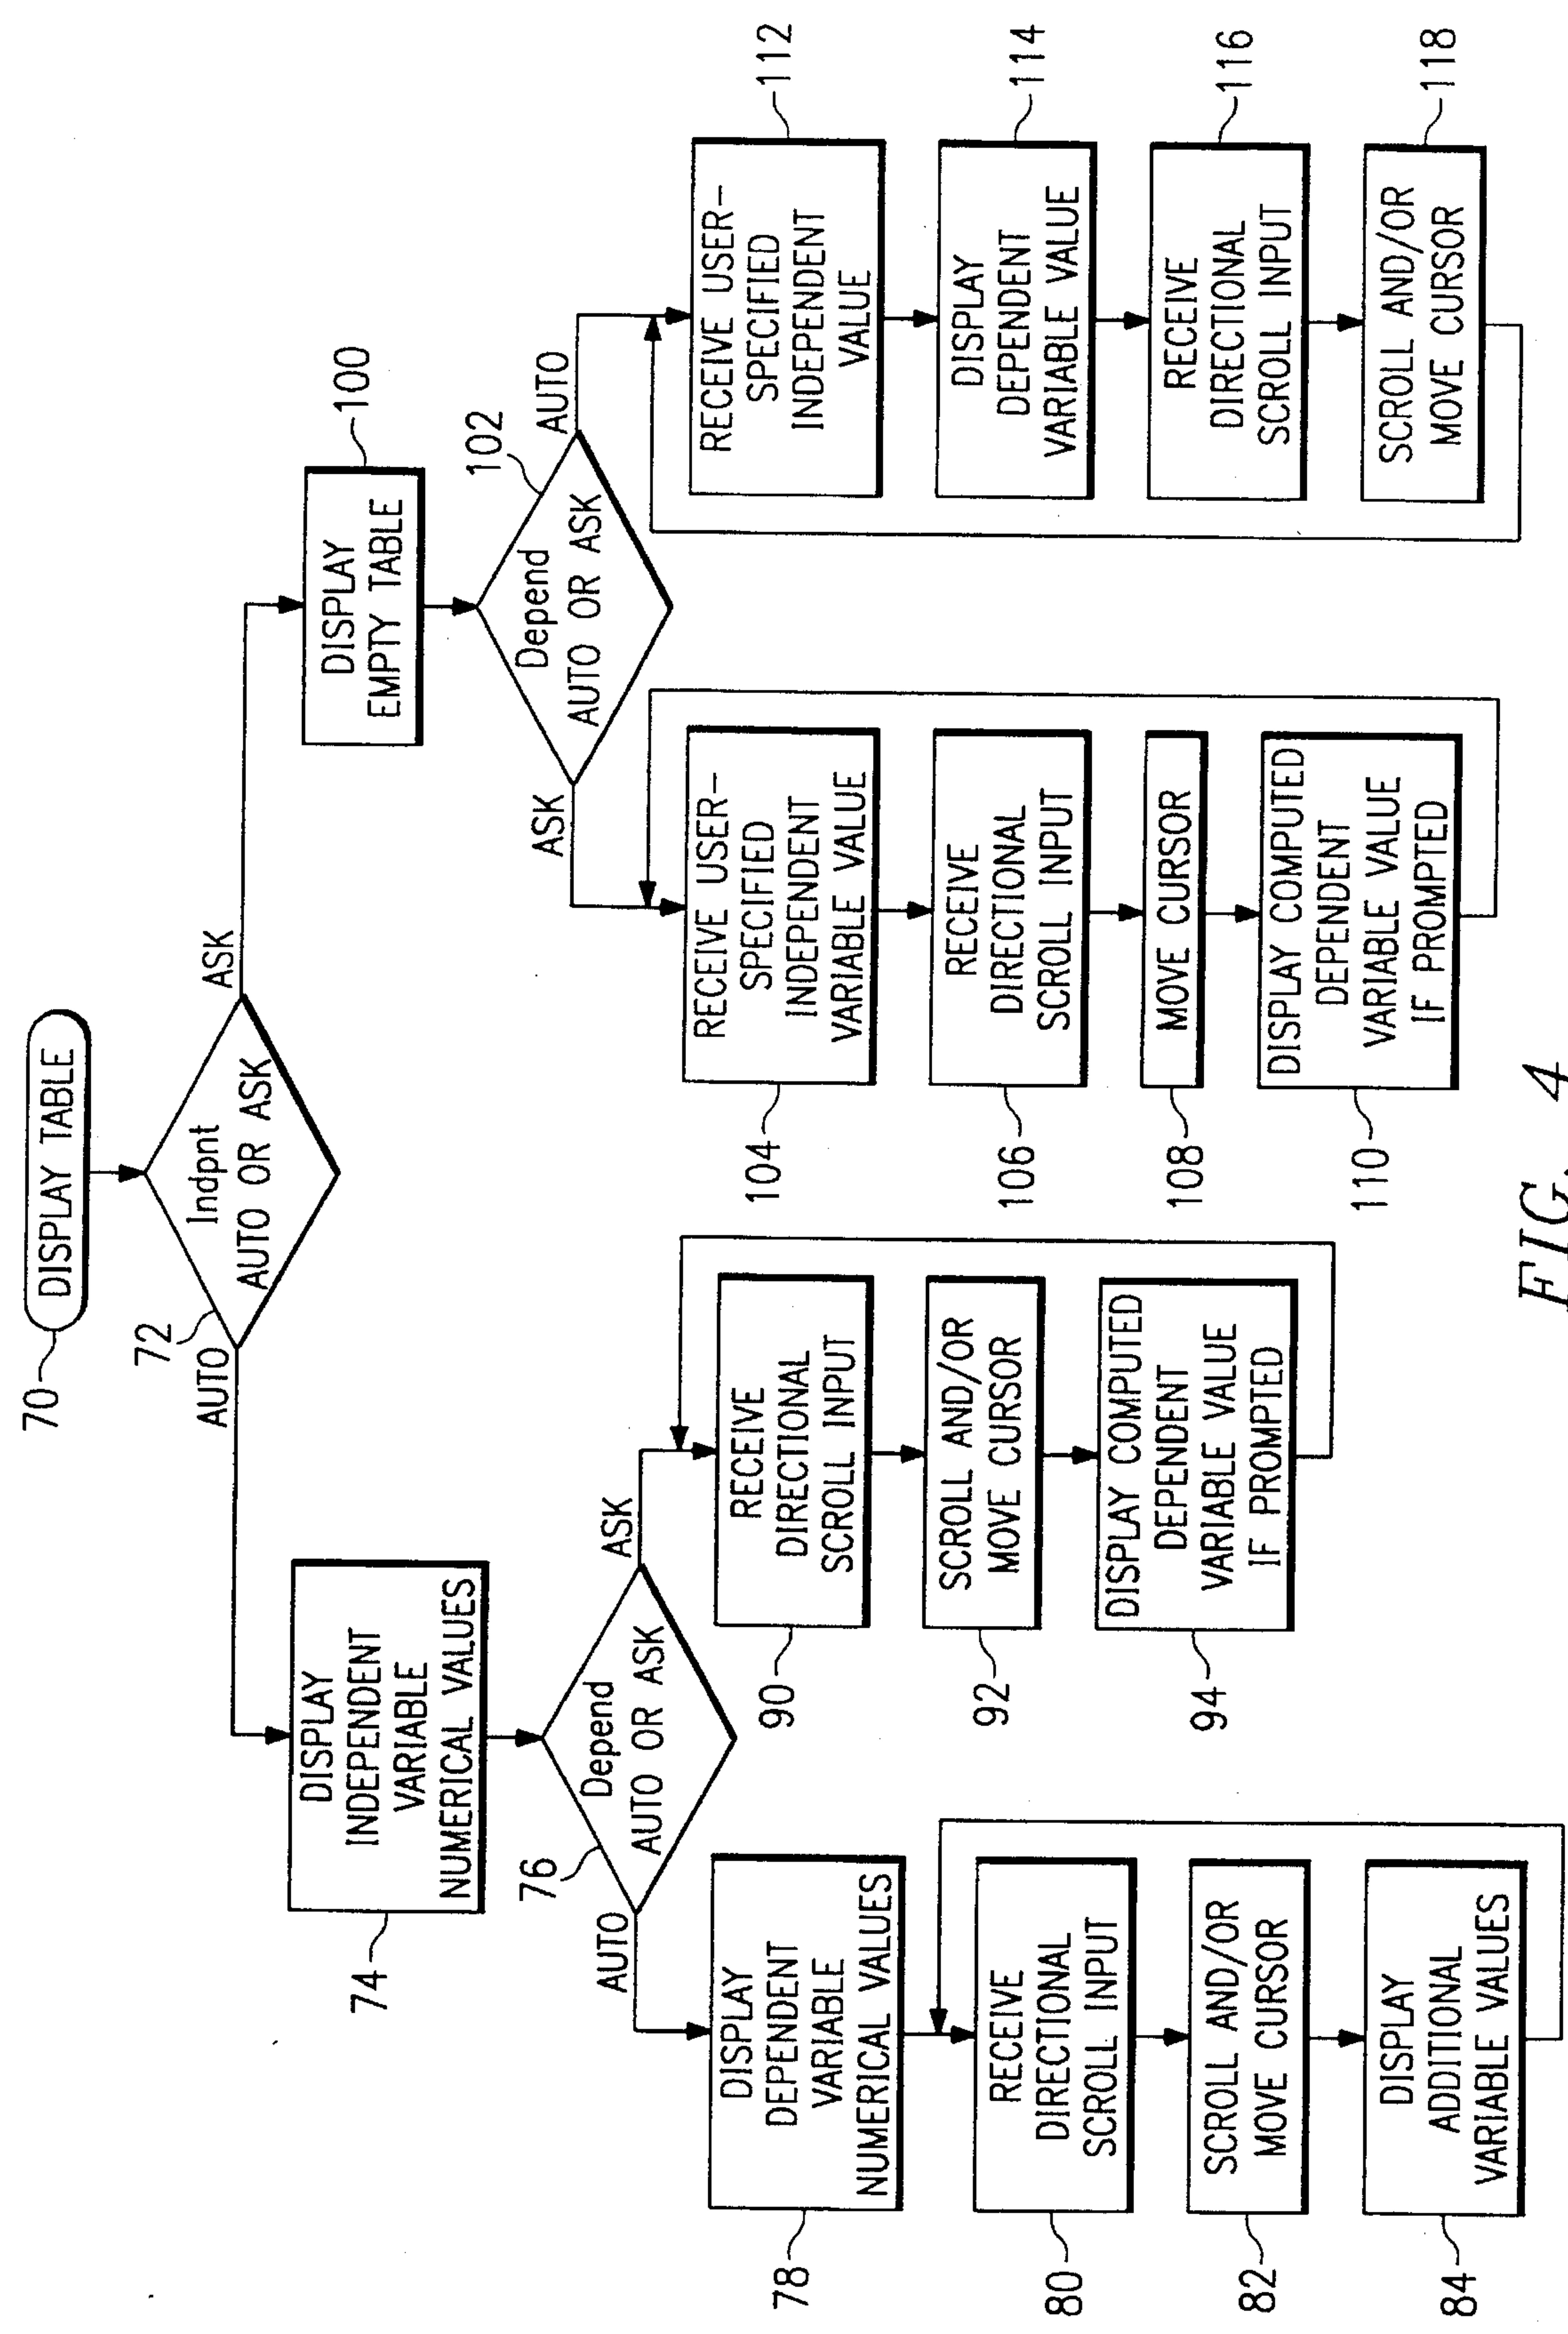 70
DISPLAY TABLE
72
Indpnt
AUTO OR ASK
AUTO
ASK
74
DISPLAY
INDEPENDENT
VARIABLE
NUMERICAL VALUES
76
Depend
AUTO OR ASK
AUTO
ASK
78
DISPLAY
DEPENDENT
VARIABLE
NUMERICAL VALUES
80
RECEIVE
DIRECTIONAL
SCROLL INPUT
82
SCROLL AND/OR
MOVE CURSOR
84
DISPLAY
ADDITIONAL
VARIABLE VALUES
90
RECEIVE
DIRECTIONAL
SCROLL INPUT
92
SCROLL AND/OR
MOVE CURSOR
94
DISPLAY COMPUTED
DEPENDENT
VARIABLE VALUE
IF PROMPTED
DISPLAY
EMPTY TABLE
100
102
Depend
AUTO OR ASK
ASK
AUTO
104
RECEIVE USER-
SPECIFIED
INDEPENDENT
VARIABLE VALUE
106
RECEIVE
DIRECTIONAL
SCROLL INPUT
108
MOVE CURSOR
110
DISPLAY COMPUTED
DEPENDENT
VARIABLE VALUE
IF PROMPTED
RECEIVE USER-
SPECIFIED
INDEPENDENT
VALUE
112
DISPLAY
DEPENDENT
VARIABLE VALUE
114
RECEIVE
DIRECTIONAL
SCROLL INPUT
116
SCROLL AND/OR
MOVE CURSOR
118
FIG. 4